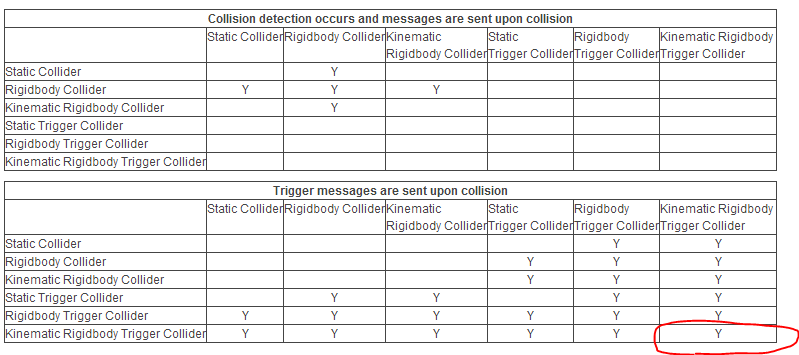 Collision detection occurs and messages are sent upon collision
Static Collider Rigidbody Collider Kinematic Rigidbody Collider Static Trigger Collider Rigidbody Trigger Collider Kinematic Rigidbody Trigger Collider
Static Collider Y
Rigidbody Collider Y Y Y
Kinematic Rigidbody Collider Y
Static Trigger Collider
Rigidbody Trigger Collider
Kinematic Rigidbody Trigger Collider
Trigger messages are sent upon collision
Static Collider Rigidbody Collider Kinematic Rigidbody Collider Static Trigger Collider Rigidbody Trigger Collider Kinematic Rigidbody Trigger Collider
Static Collider Y Y
Rigidbody Collider Y Y Y
Kinematic Rigidbody Collider Y Y Y
Static Trigger Collider Y Y Y Y
Rigidbody Trigger Collider Y Y Y Y Y Y
Kinematic Rigidbody Trigger Collider Y Y Y Y Y Y